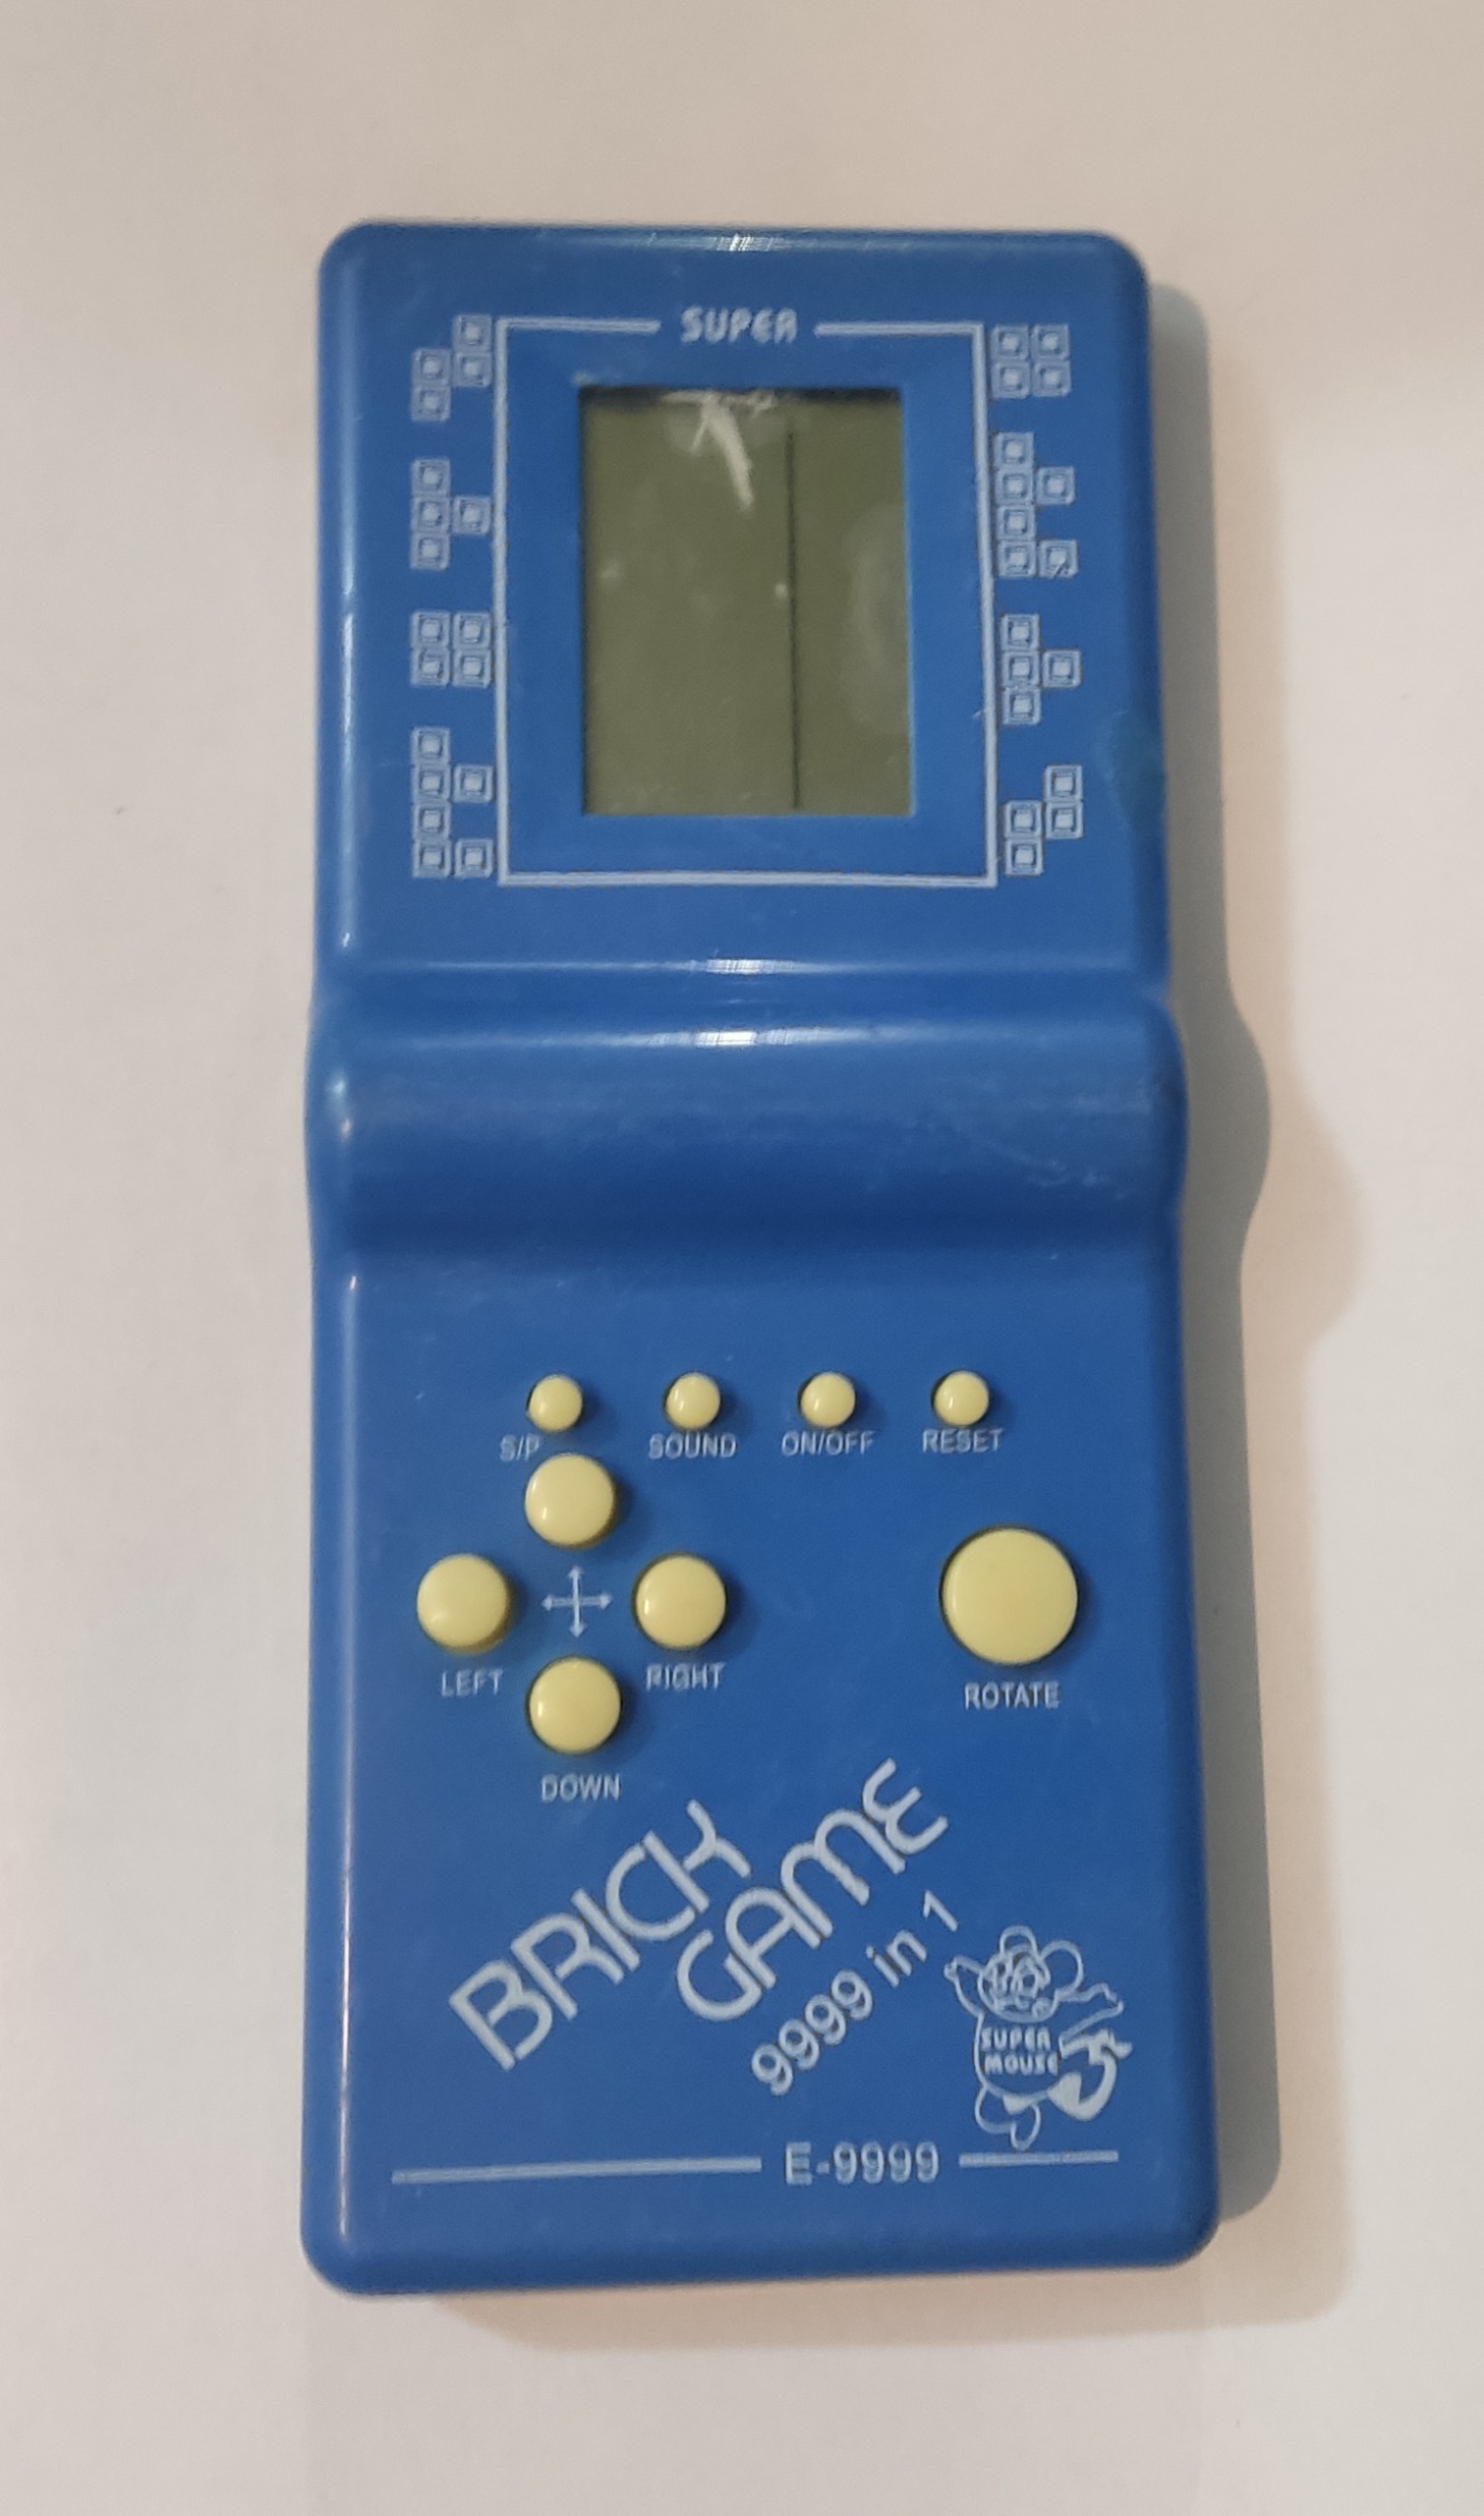 SUPER
S/P
SOUND
ON/OFF
RESET
LEFT
RIGHT
ROTATE
DOWN
BRICK
GAME
9999 in 1
SUPER
MOUSE
E-9999